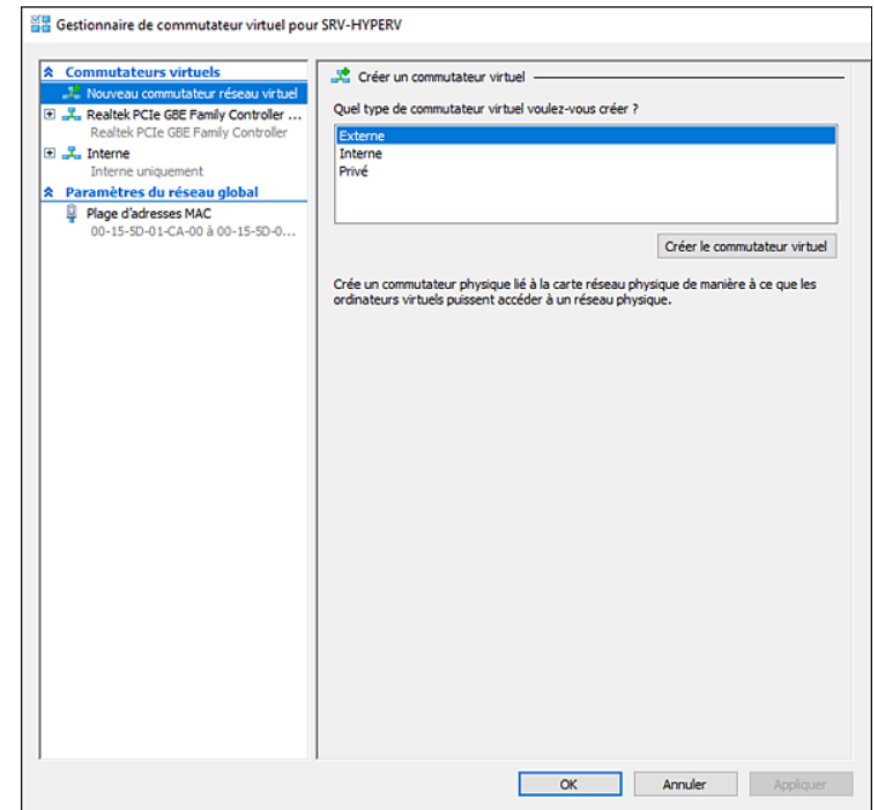 Gestionnaire de commutateur virtuel pour SRV-HYPERV
Commutateurs virtuels
Nouveau commutateur réseau virtuel
Realtek PCIe GBE Family Controller ...
Realtek PCIe GBE Family Controller
Interne
Interne uniquement
Paramètres du réseau global
Plage d'adresses MAC
00-15-5D-01-CA-00 à 00-15-5D-0...
Créer un commutateur virtuel
Quel type de commutateur virtuel voulez-vous créer ?
Externe
Interne
Privé
Créer le commutateur virtuel
Crée un commutateur physique lié à la carte réseau physique de manière à ce que les
ordinateurs virtuels puissent accéder à un réseau physique.
OK
Annuler
Appliquer